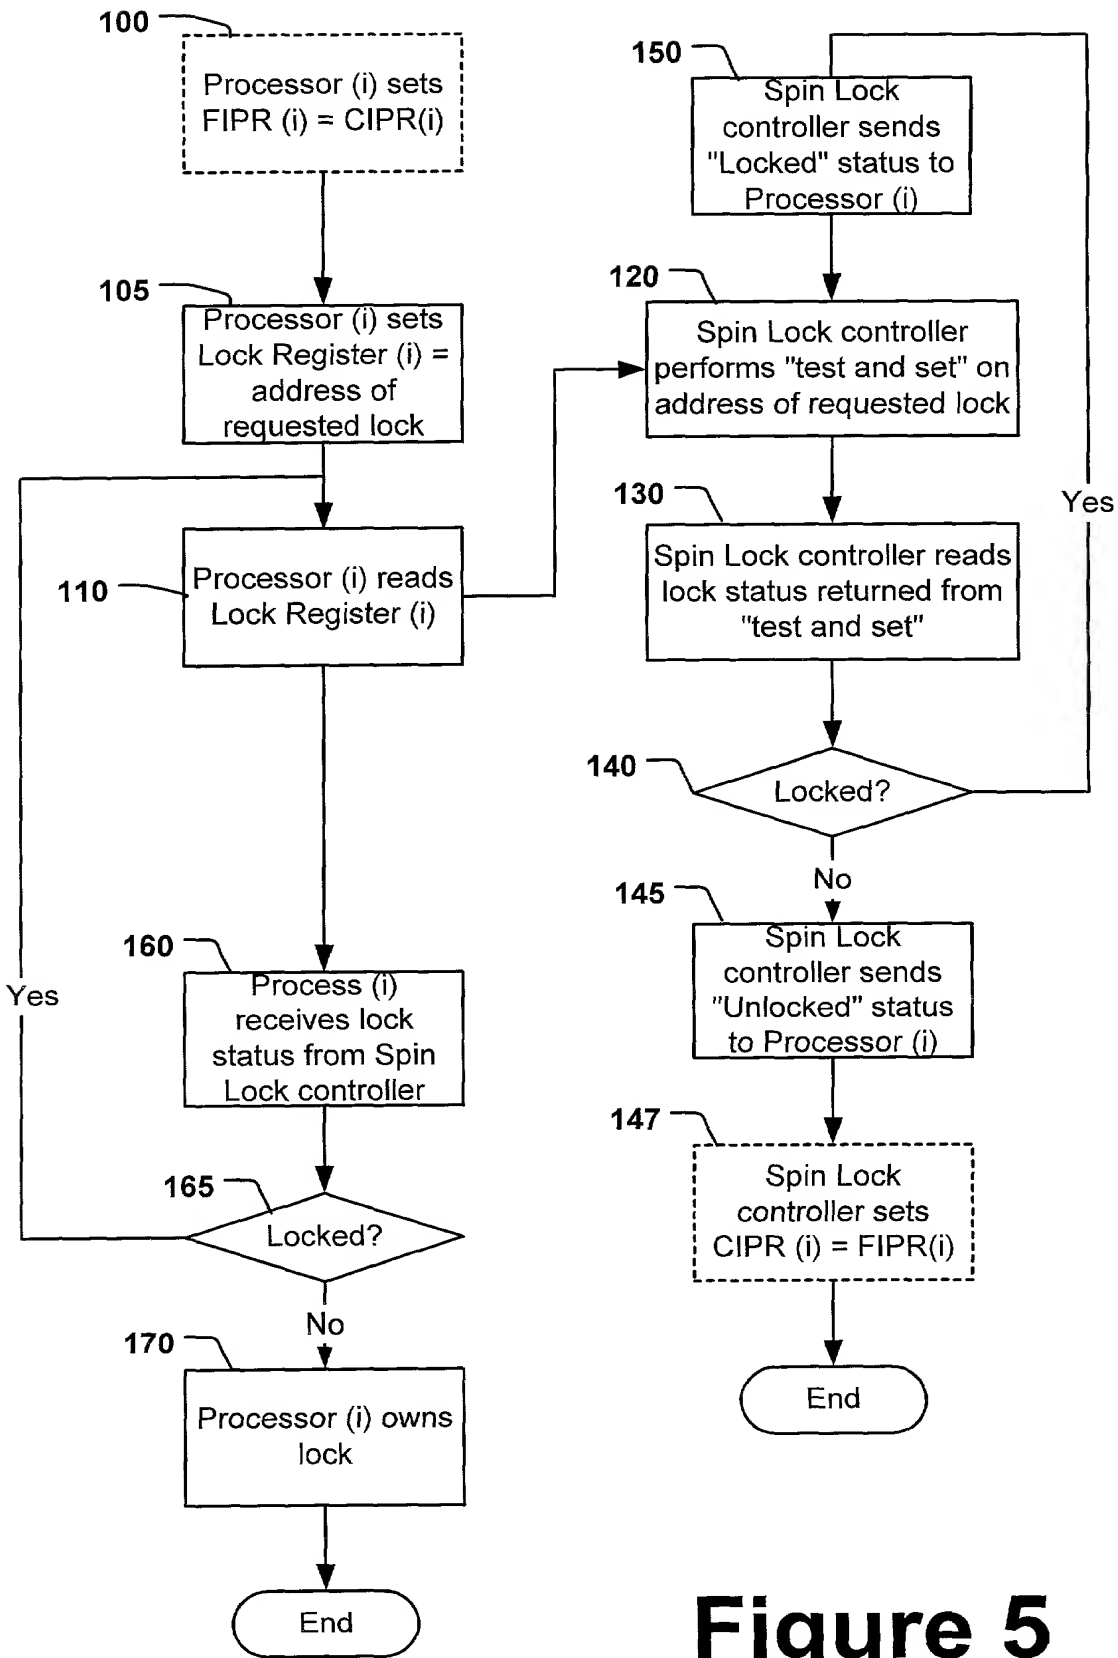 100
Processor (i) sets
FIPR (i) = CIPR(i)
105
Processor (i) sets
Lock Register (i) =
address of
requested lock
110
Processor (i) reads
Lock Register (i)
160
Process (i)
receives lock
status from Spin
Lock controller
Yes
165
Locked?
No
170
Processor (i) owns
lock
End
150
Spin Lock
controller sends
"Locked" status to
Processor (i)
120
Spin Lock controller
performs "test and set" on
address of requested lock
130
Spin Lock controller reads
lock status returned from
"test and set"
Yes
140
Locked?
No
145
Spin Lock
controller sends
"Unlocked" status
to Processor (i)
147
Spin Lock
controller sets
CIPR (i) = FIPR(i)
End
Figure 5